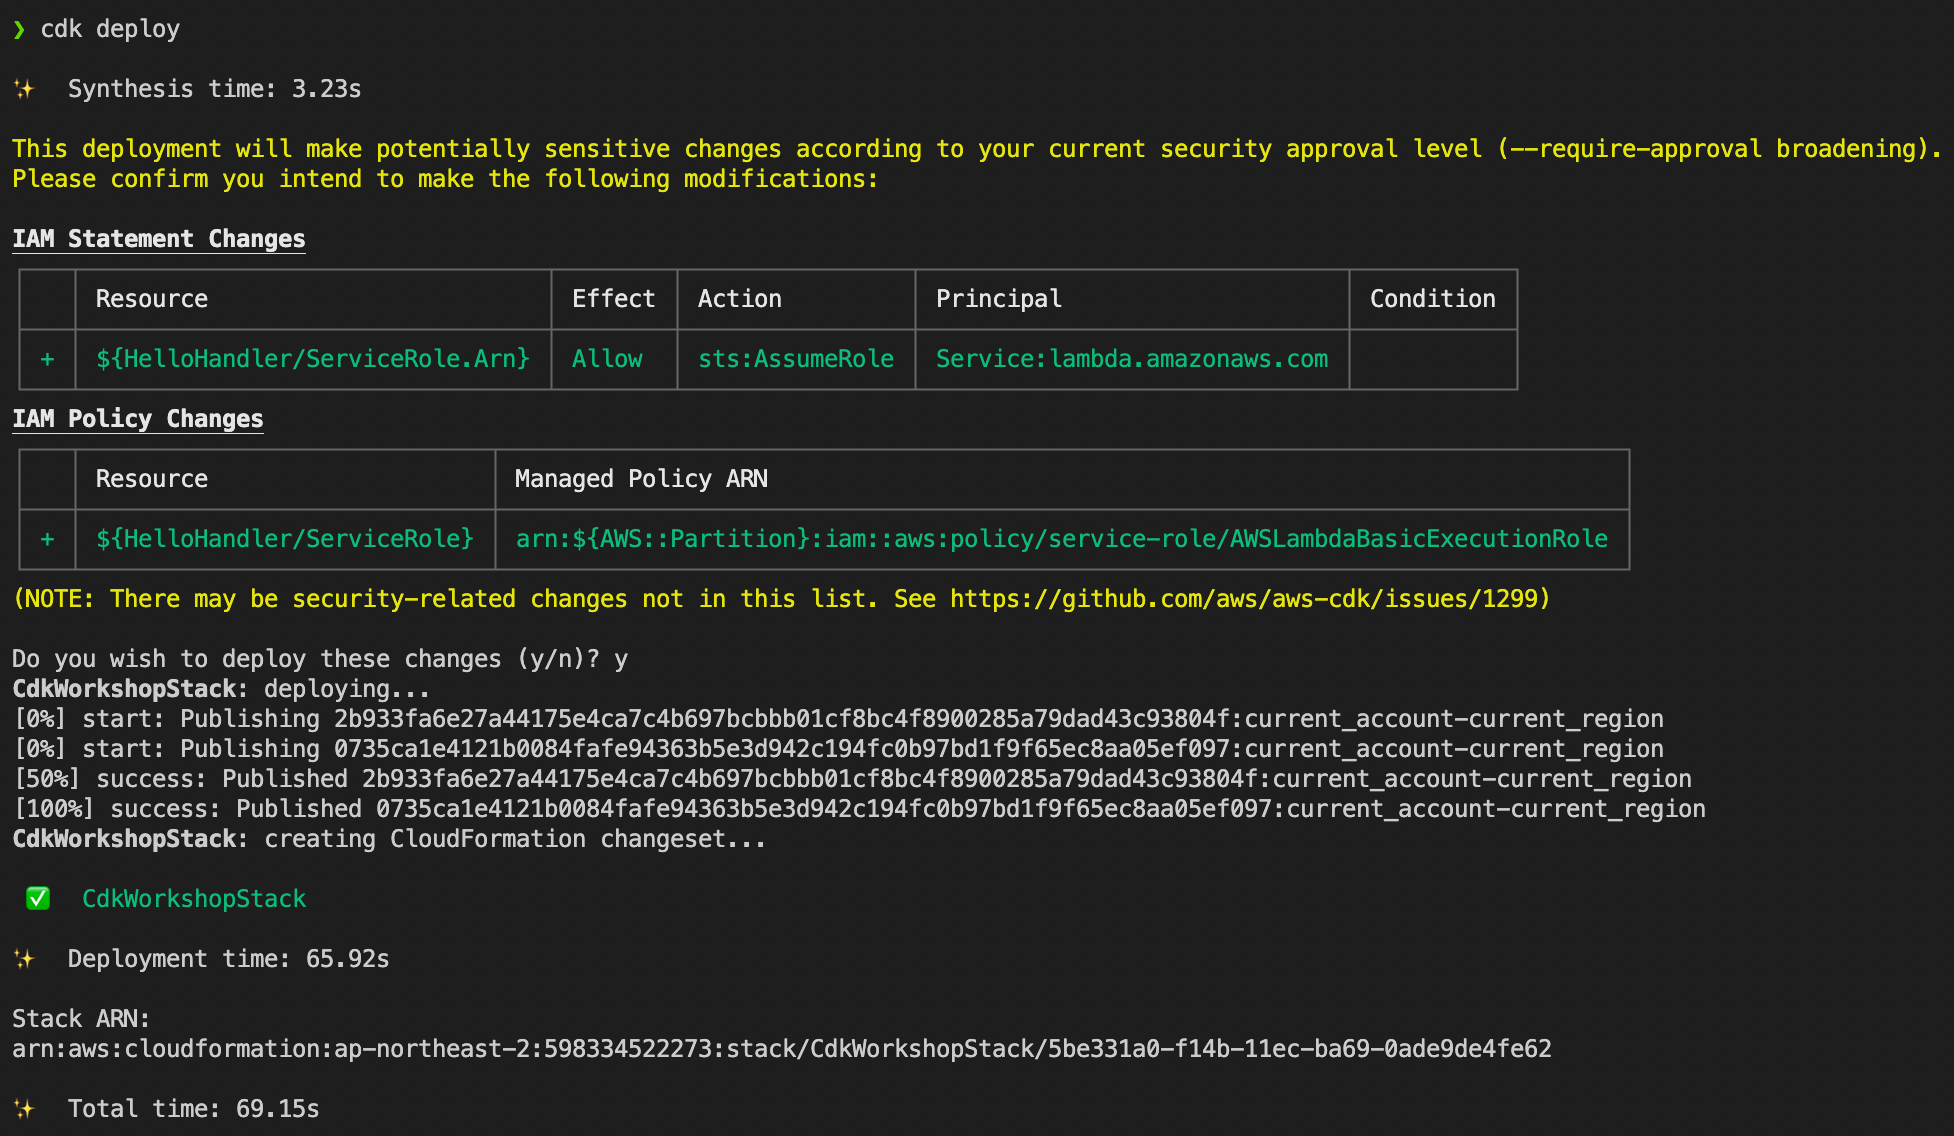 ❯ cdk deploy
✨  Synthesis time: 3.23s
This deployment will make potentially sensitive changes according to your current security approval level (--require-approval broadening).
Please confirm you intend to make the following modifications:
IAM Statement Changes
Resource Effect Action Principal Condition
+ ${HelloHandler/ServiceRole.Arn} Allow sts:AssumeRole Service:lambda.amazonaws.com
IAM Policy Changes
Resource Managed Policy ARN
+ ${HelloHandler/ServiceRole} arn:${AWS::Partition}:iam::aws:policy/service-role/AWSLambdaBasicExecutionRole
(NOTE: There may be security-related changes not in this list. See https://github.com/aws/aws-cdk/issues/1299)
Do you wish to deploy these changes (y/n)? y
CdkWorkshopStack: deploying...
[0%] start: Publishing 2b933fa6e27a44175e4ca7c4b697bcbbb01cf8bc4f8900285a79dad43c93804f:current_account-current_region
[0%] start: Publishing 0735ca1e4121b0084fafe94363b5e3d942c194fc0b97bd1f9f65ec8aa05ef097:current_account-current_region
[50%] success: Published 2b933fa6e27a44175e4ca7c4b697bcbbb01cf8bc4f8900285a79dad43c93804f:current_account-current_region
[100%] success: Published 0735ca1e4121b0084fafe94363b5e3d942c194fc0b97bd1f9f65ec8aa05ef097:current_account-current_region
CdkWorkshopStack: creating CloudFormation changeset...
✅  CdkWorkshopStack
✨  Deployment time: 65.92s
Stack ARN:
arn:aws:cloudformation:ap-northeast-2:598334522273:stack/CdkWorkshopStack/5be331a0-f14b-11ec-ba69-0ade9de4fe62
✨  Total time: 69.15s